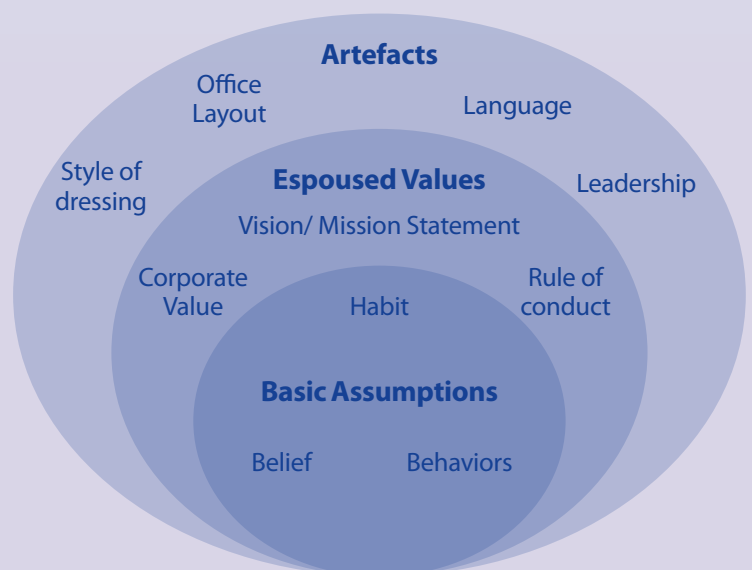 Artefacts
Office
Layout
Language
Style of
dressing
Espoused Values
Leadership
Vision/ Mission Statement
Corporate
Value
Habit
Rule of
conduct
Basic Assumptions
Belief
Behaviors